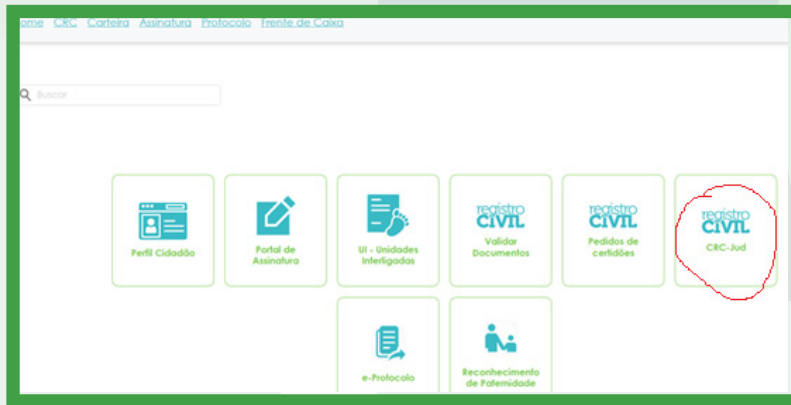 ome CRC Carteira Assinatura Protocolo Frente de Caixa
Buscar
Perfil Cidadão
Portal de
Assinatura
UI - Unidades
Interligadas
registro
CIVIL
Validar
Documentos
registro
CIVIL
Pedidos de
certidões
registro
CIVIL
CRC-Jud
e-Protocolo
Reconhecimento
de Paternidade